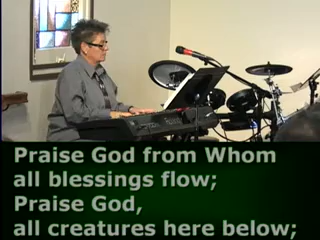 Praise God from Whom
all blessings flow;
Praise God,
all creatures here below;